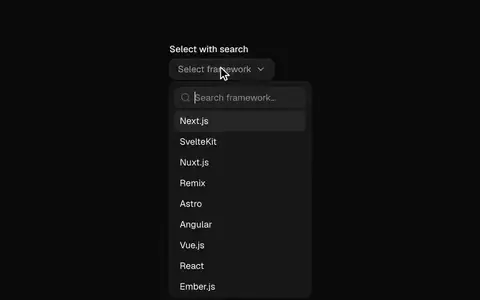 Select with search
Select framework
Search framework...
Next.js
SvelteKit
Nuxt.js
Remix
Astro
Angular
Vue.js
React
Ember.js